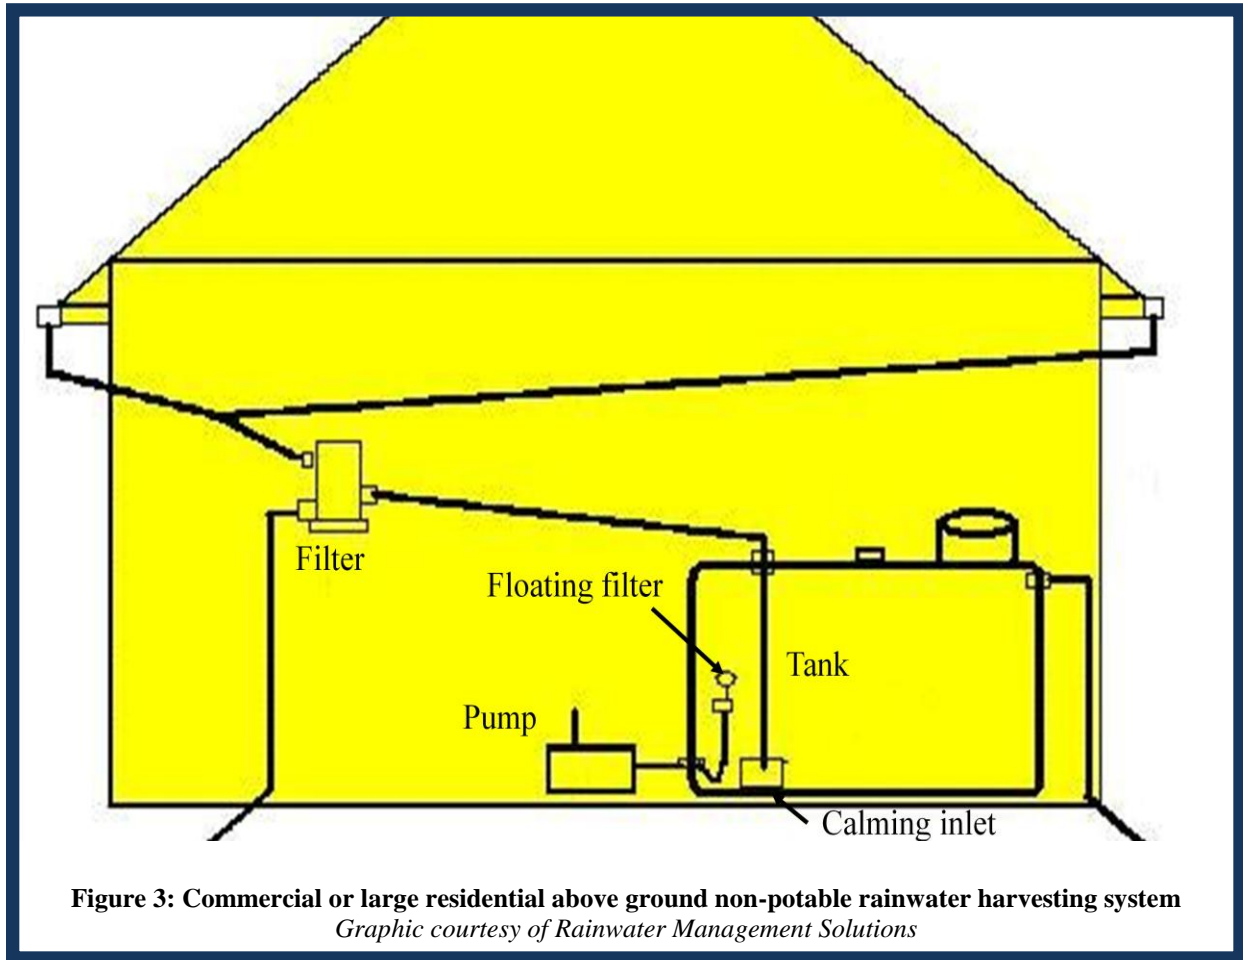 Filter
Floating filter
Tank
Pump
Calming inlet
Figure 3: Commercial or large residential above ground non-potable rainwater harvesting system
Graphic courtesy of Rainwater Management Solutions